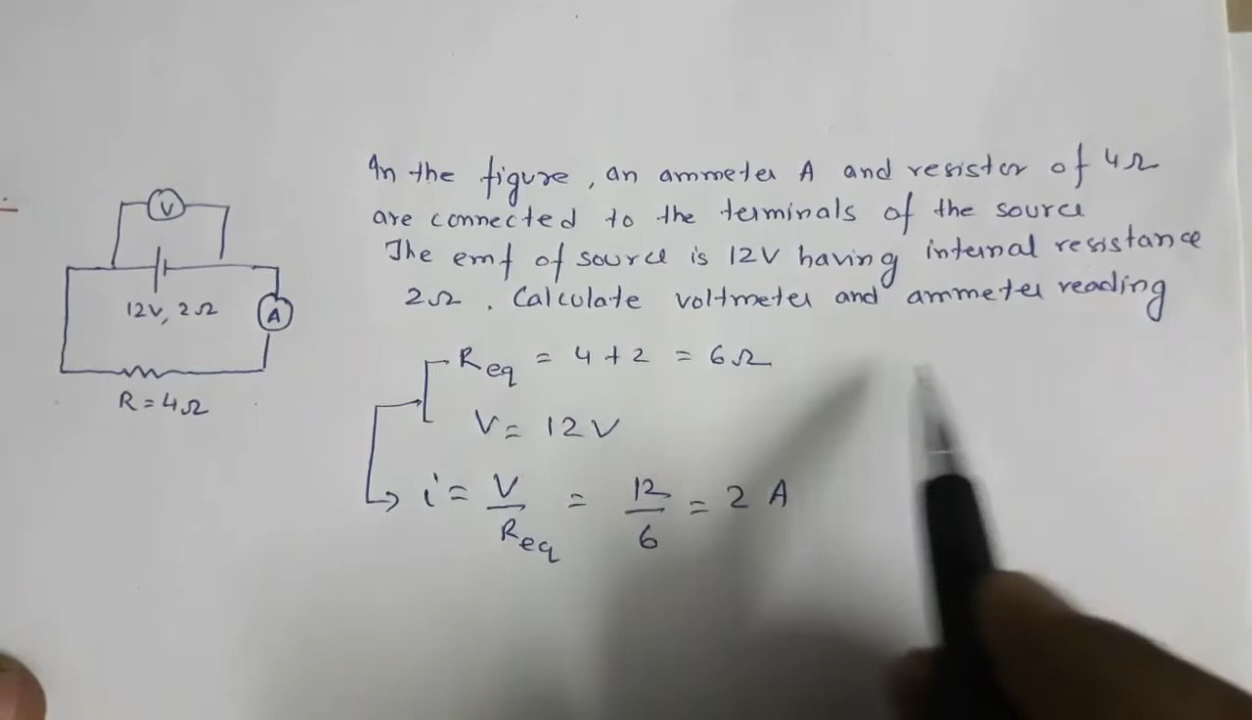 V
12V, 2Ω
A
R = 4Ω
In the figure, an ammeter A and resistor of 4Ω
are connected to the terminals of the source
The emf of source is 12V having internal resistance
2Ω. Calculate voltmeter and ammeter reading
Req = 4 + 2 = 6Ω
V = 12V
i = V/Req = 12/6 = 2 A